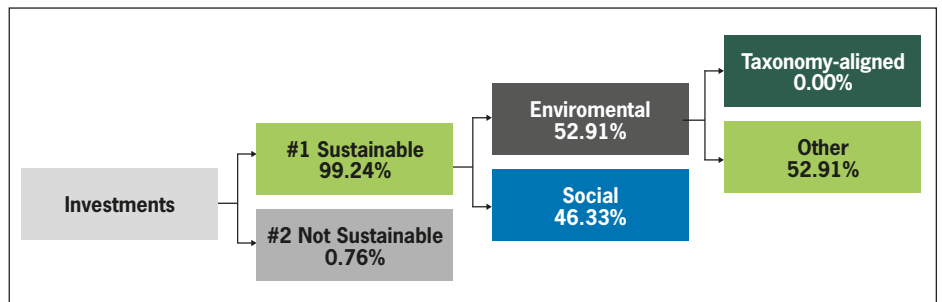 Investments
#1 Sustainable
99.24%
#2 Not Sustainable
0.76%
Enviromental
52.91%
Social
46.33%
Taxonomy-aligned
0.00%
Other
52.91%